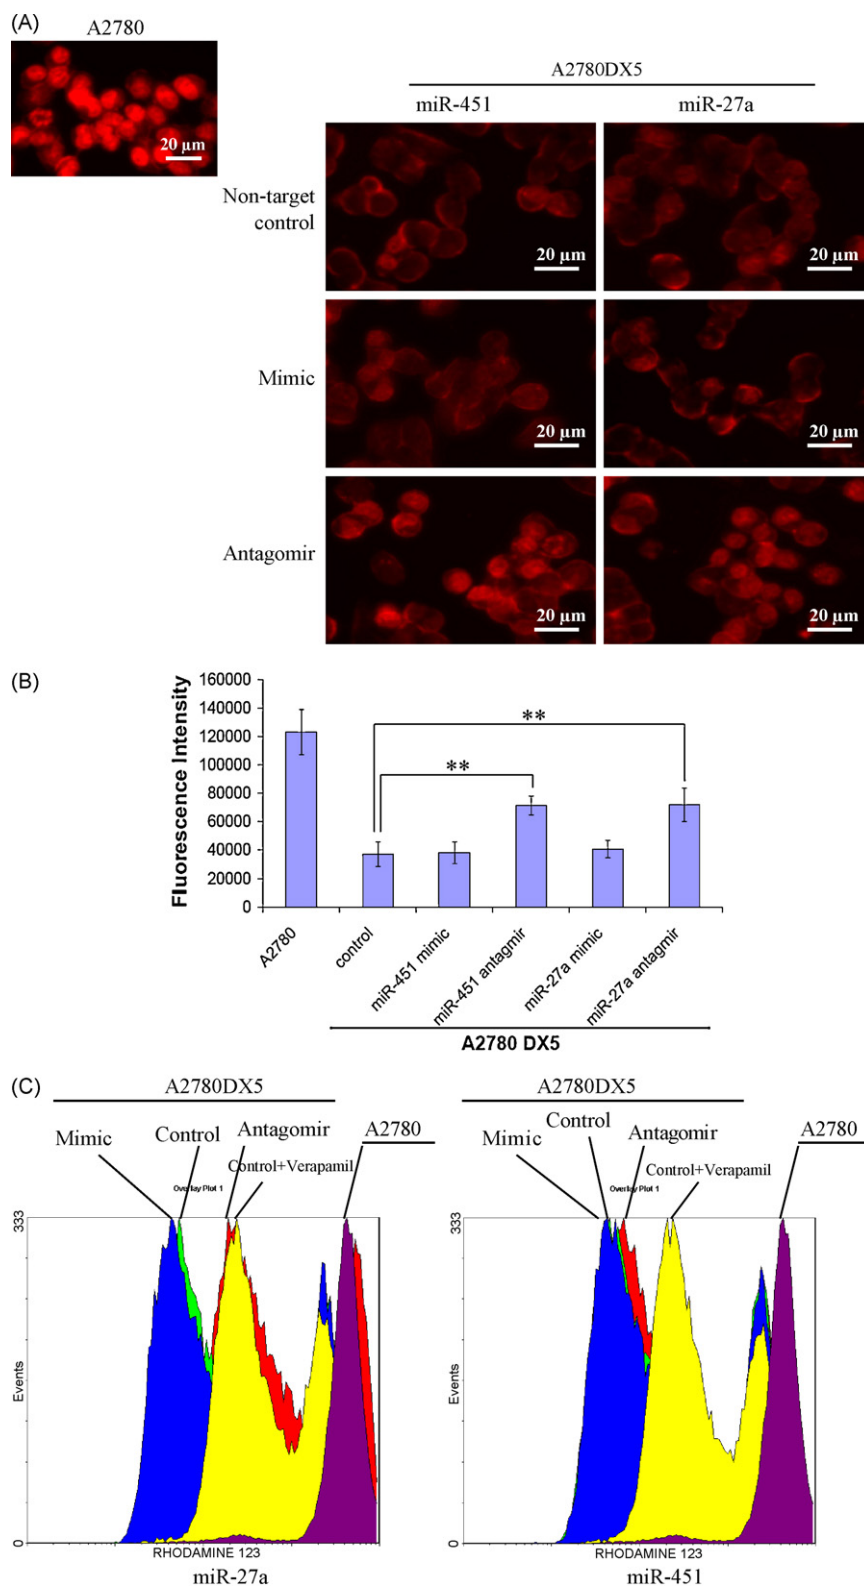 (A)
A2780
20 µm
A2780DX5
miR-451
miR-27a
Non-target
control
20 µm
20 µm
Mimic
20 µm
20 µm
Antagomir
20 µm
20 µm
(B)
Fluorescence Intensity
160000
140000
120000
100000
80000
60000
40000
20000
0
**
**
A2780
control
miR-451 mimic
miR-451 antagmir
miR-27a mimic
miR-27a antagmir
A2780 DX5
(C)
A2780DX5
Mimic
Control
Antagomir
A2780
Control+Verapamil
Overlay Plot 1
333
Events
0
RHODAMINE 123
miR-27a
A2780DX5
Mimic
Control
Antagomir
A2780
Control+Verapamil
Overlay Plot 1
333
Events
0
RHODAMINE 123
miR-451